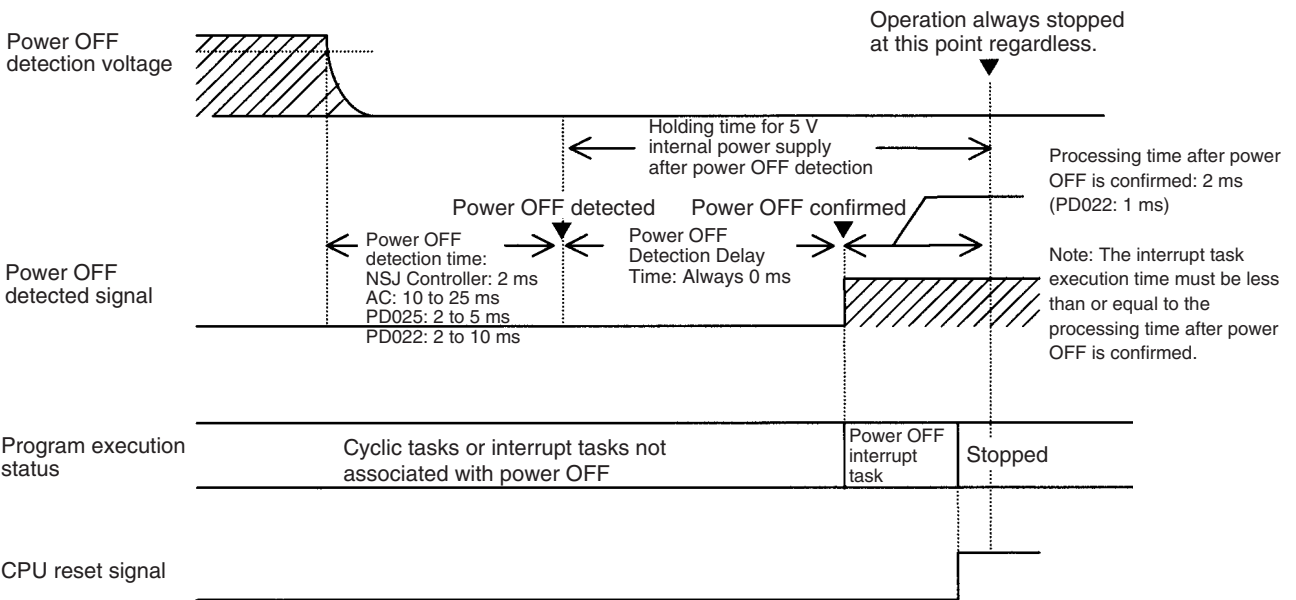 Operation always stopped
at this point regardless.
Power OFF
detection voltage
Holding time for 5 V
internal power supply
after power OFF detection
Processing time after power
OFF is confirmed: 2 ms
(PD022: 1 ms)
Power OFF detected
Power OFF confirmed
Power OFF
detection time:
NSJ Controller: 2 ms
AC: 10 to 25 ms
PD025: 2 to 5 ms
PD022: 2 to 10 ms
Power OFF
Detection Delay
Time: Always 0 ms
Power OFF
detected signal
Note: The interrupt task
execution time must be less
than or equal to the
processing time after power
OFF is confirmed.
Program execution
status
Cyclic tasks or interrupt tasks not
associated with power OFF
Power OFF
interrupt
task
Stopped
CPU reset signal